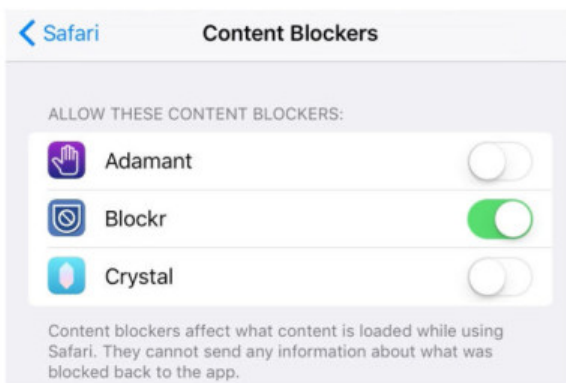 Safari
Content Blockers
ALLOW THESE CONTENT BLOCKERS:
Adamant
Blockr
Crystal
Content blockers affect what content is loaded while using
Safari. They cannot send any information about what was
blocked back to the app.